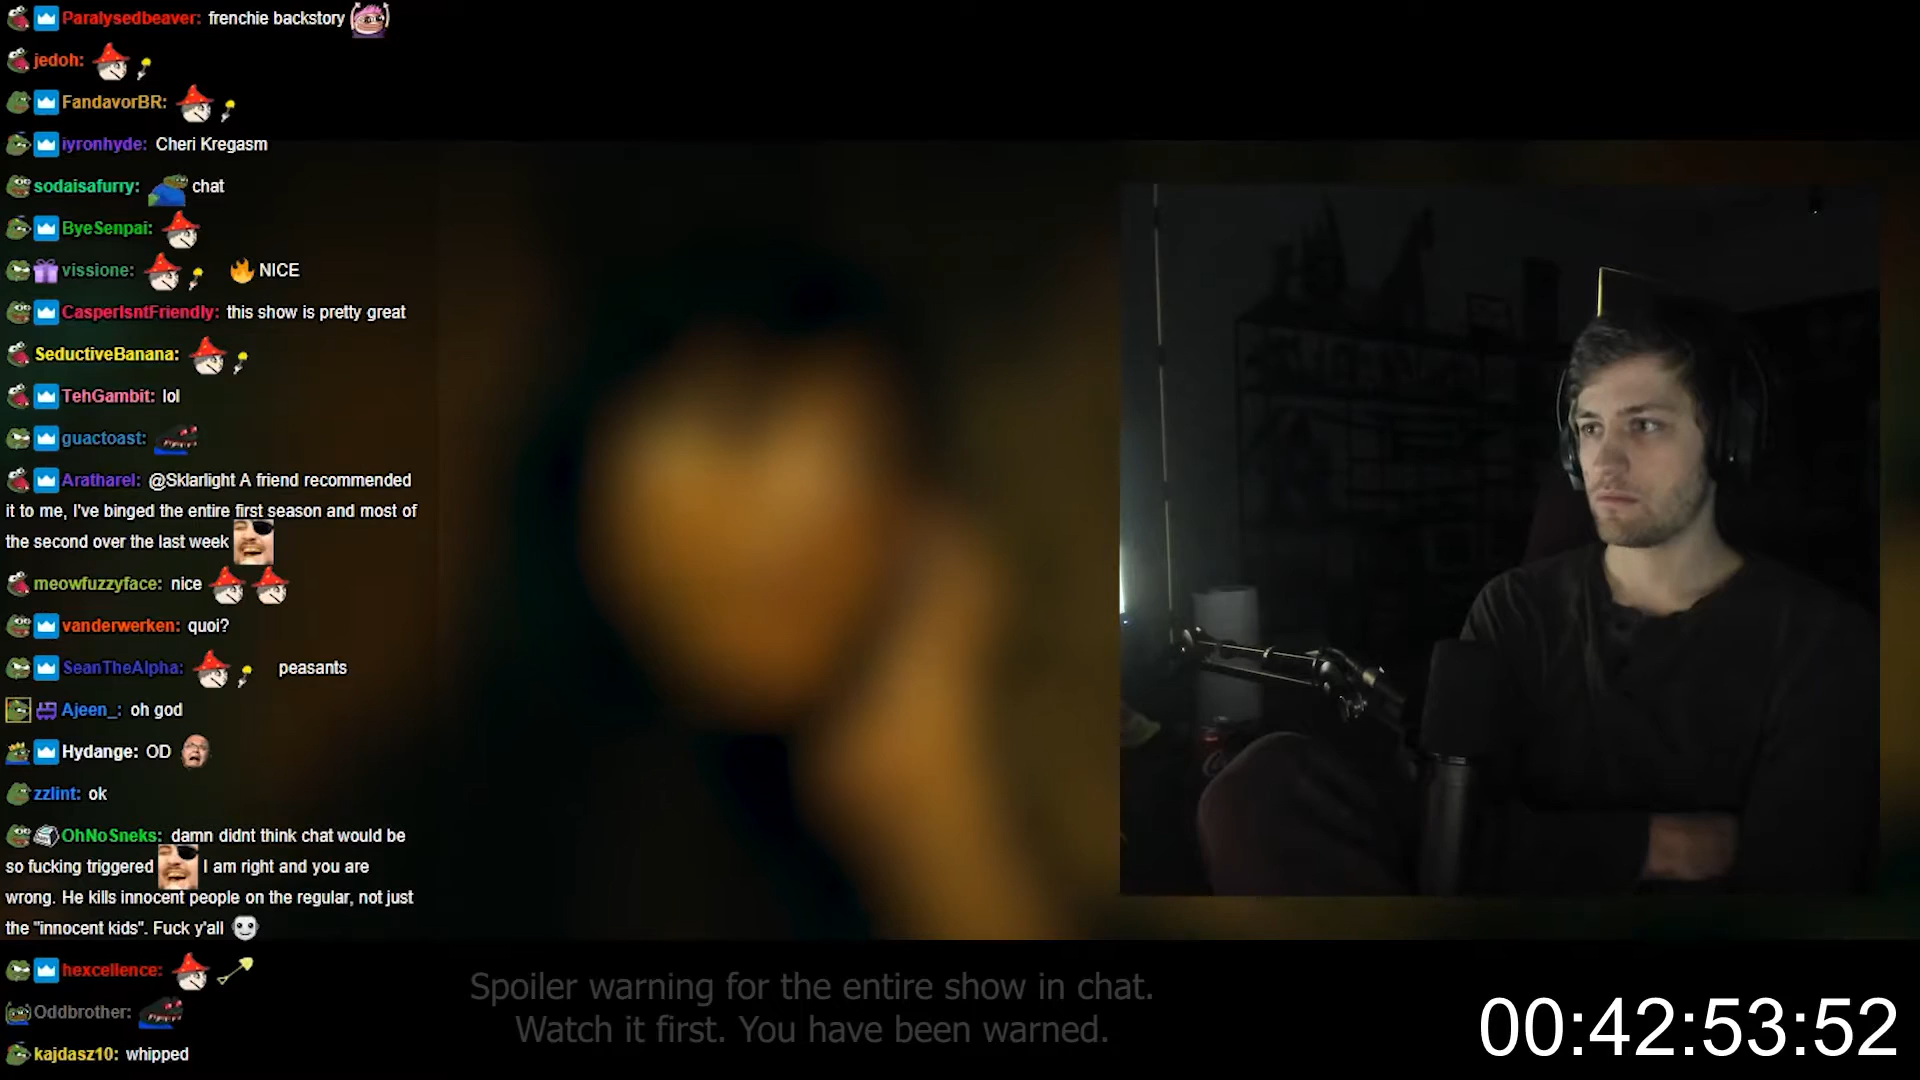 Paralysedbeaver: frenchie backstory
jedoh:
FandavorBR:
iyronhyde: Cheri Kregasm
sodaisafurry: chat
ByeSenpai:
vissione: NICE
CasperIsntFriendly: this show is pretty great
SeductiveBanana:
TehGambit: lol
guactoast:
Aratharel: @Sklarlight A friend recommended
it to me, I've binged the entire first season and most of
the second over the last week
meowfuzzyface: nice
vanderwerken: quoi?
SeanTheAlpha: peasants
Ajeen_: oh god
Hydange: OD
zzlint: ok
OhNoSneks: damn didnt think chat would be
so fucking triggered I am right and you are
wrong. He kills innocent people on the regular, not just
the "innocent kids". Fuck y'all
hexcellence:
Oddbrother:
kajdasz10: whipped
Spoiler warning for the entire show in chat.
Watch it first. You have been warned.
00:42:53:52